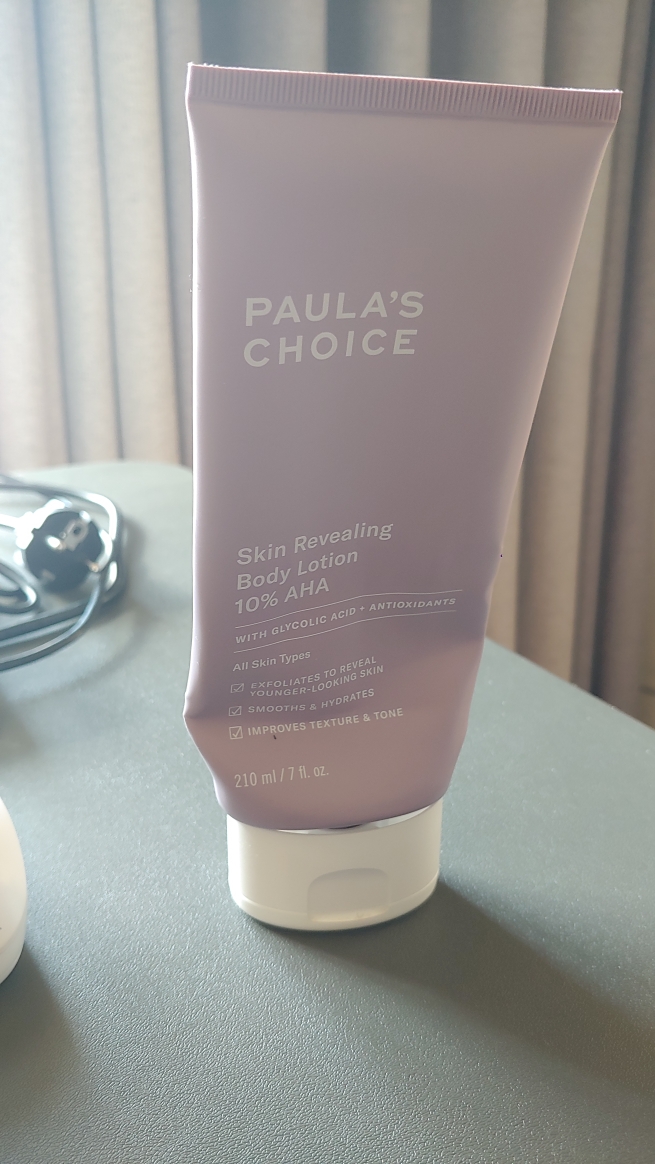 PAULA'S
CHOICE
Skin Revealing
Body Lotion
10% AHA
WITH GLYCOLIC ACID + ANTIOXIDANTS
All Skin Types
☑ EXFOLIATES TO REVEAL
YOUNGER-LOOKING SKIN
☑ SMOOTHS & HYDRATES
☑ IMPROVES TEXTURE & TONE
210 ml / 7 fl. oz.